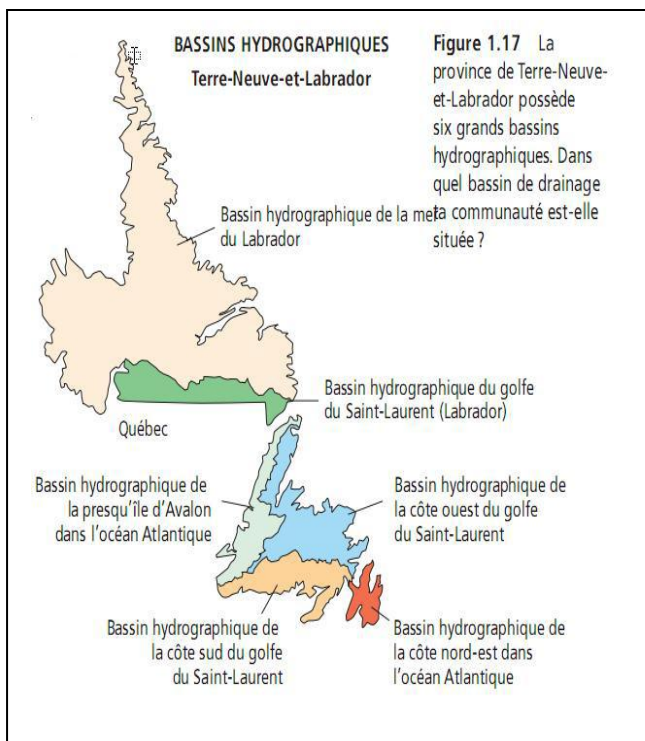 BASSINS HYDROGRAPHIQUES
Terre-Neuve-et-Labrador
Figure 1.17 La
province de Terre-Neuve-
et-Labrador possède
six grands bassins
hydrographiques. Dans
quel bassin de drainage
ta communauté est-elle
située ?
Bassin hydrographique de la mer
du Labrador
Bassin hydrographique du golfe
du Saint-Laurent (Labrador)
Québec
Bassin hydrographique de
la presqu'île d'Avalon
dans l'océan Atlantique
Bassin hydrographique de
la côte ouest du golfe
du Saint-Laurent
Bassin hydrographique de
la côte sud du golfe
du Saint-Laurent
Bassin hydrographique de
la côte nord-est dans
l'océan Atlantique